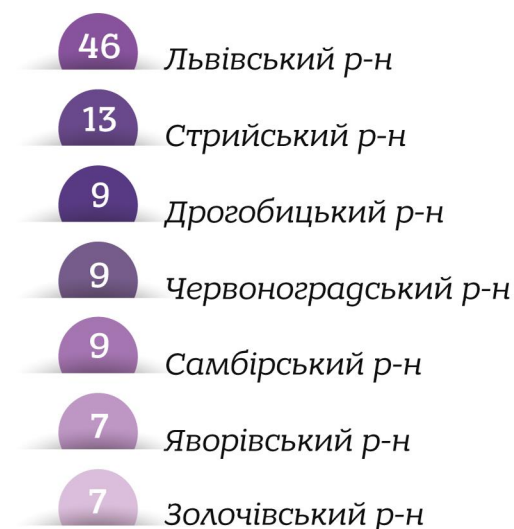 46 Львівський р-н
13 Стрийський р-н
9 Дрогобицький р-н
9 Червоноградський р-н
9 Самбірський р-н
7 Яворівський р-н
7 Золочівський р-н